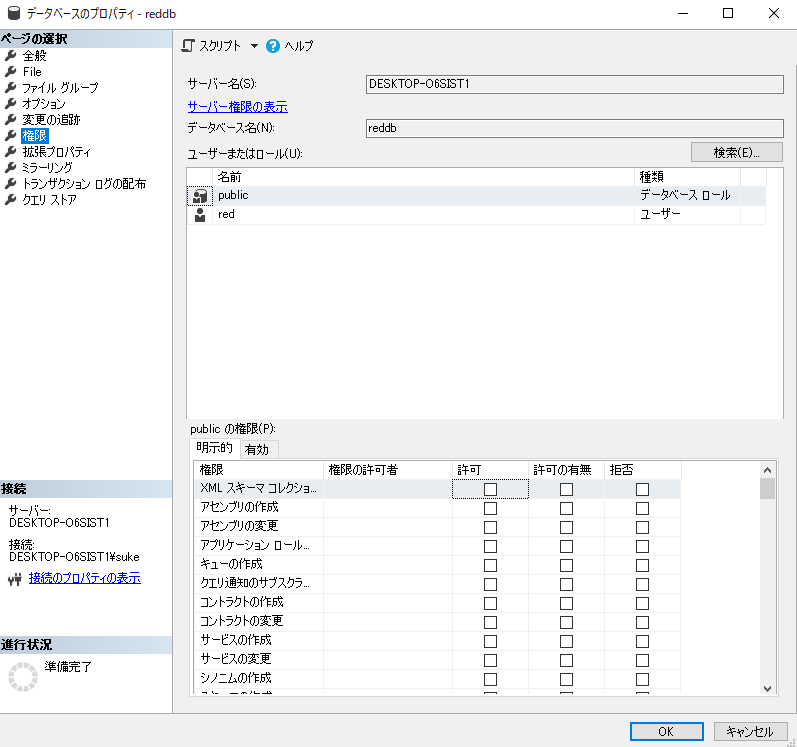 データベースのプロパティ - reddb
ページの選択
全般
File
ファイル グループ
オプション
変更の追跡
権限
拡張プロパティ
ミラーリング
トランザクション ログの配布
クエリ ストア
スクリプト
ヘルプ
サーバー名(S):
DESKTOP-O6SIST1
サーバー権限の表示
データベース名(N):
reddb
ユーザーまたはロール(U):
検索(E)...
名前 種類
public データベース ロール
red ユーザー
public の権限(P):
明示的 有効
権限 権限の許可者 許可 許可の有無 拒否
XML スキーマ コレクショ...
アセンブリの作成
アセンブリの変更
アプリケーション ロール...
キューの作成
クエリ通知のサブスクラ...
コントラクトの作成
コントラクトの変更
サービスの作成
サービスの変更
シノニムの作成
接続
サーバー:
DESKTOP-O6SIST1
接続:
DESKTOP-O6SIST1¥suke
接続のプロパティの表示
進行状況
準備完了
OK キャンセル